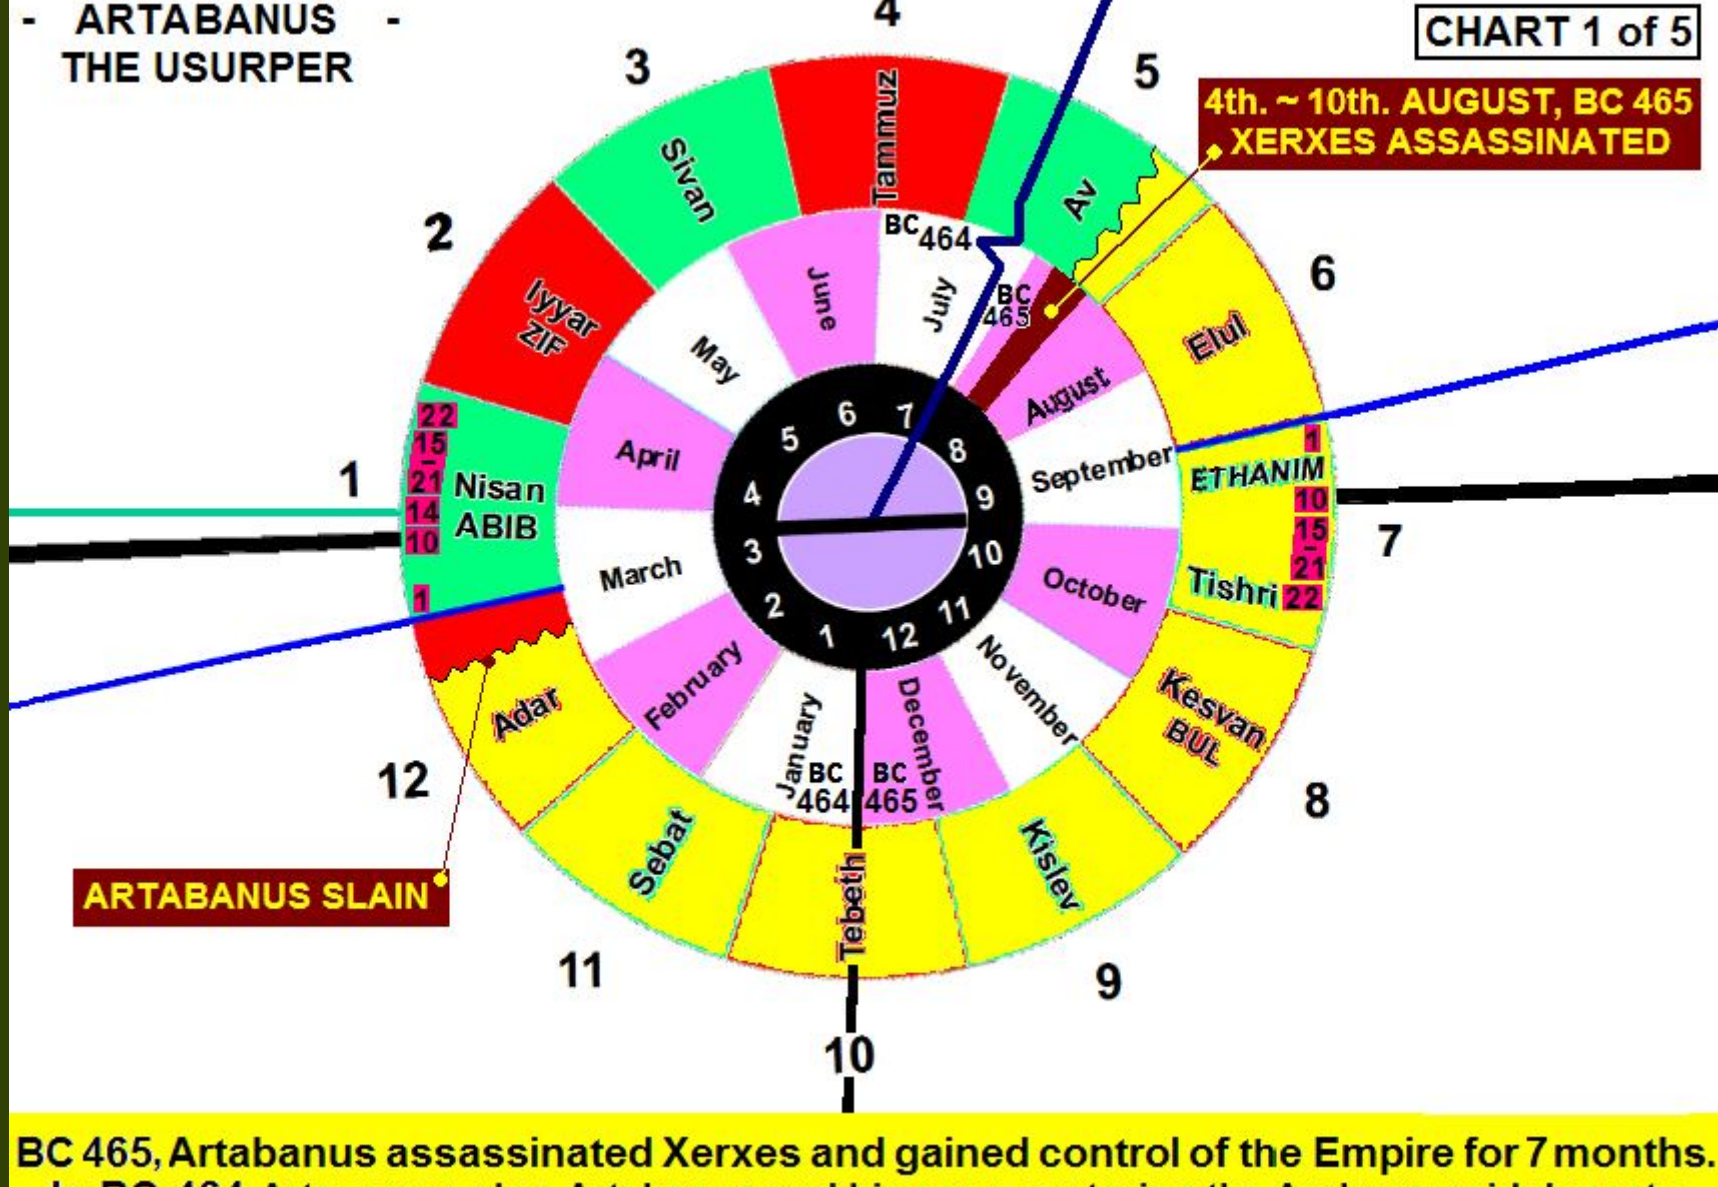 - ARTABANUS -
THE USURPER
CHART 1 of 5
4th. ~ 10th. AUGUST, BC 465
XERXES ASSASSINATED
1
2
3
4
5
6
7
8
9
10
11
12
Nisan
ABIB
22
15
-
21
14
10
1
Iyyar
ZIF
Sivan
Tammuz
Av
Elul
1
ETHANIM
10
15
-
21
22
Tishri
Kesvan
BUL
Kislev
Tebeth
Sebat
Adar
January
BC
464
February
March
April
May
June
BC 464
July
BC
465
August
September
October
November
December
BC
465
1
2
3
4
5
6
7
8
9
10
11
12
ARTABANUS SLAIN
BC 465, Artabanus assassinated Xerxes and gained control of the Empire for 7 months.